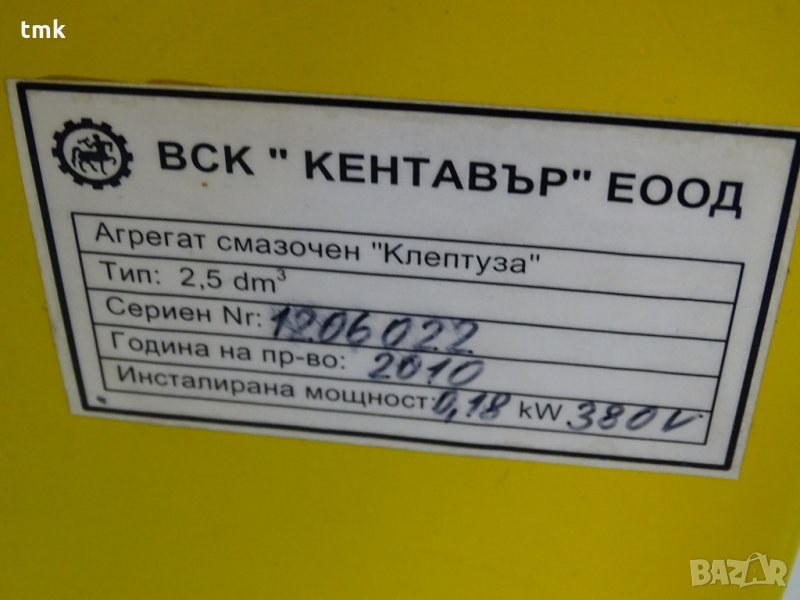 tmk
ВСК " КЕНТАВЪР" ЕООД
Агрегат смазочен "Клептуза"
Тип: 2,5 dm³
Сериен Nr: 1206022
Година на пр-во: 2010
Инсталирана мощност: 0,18 kW 380V
BAZAR